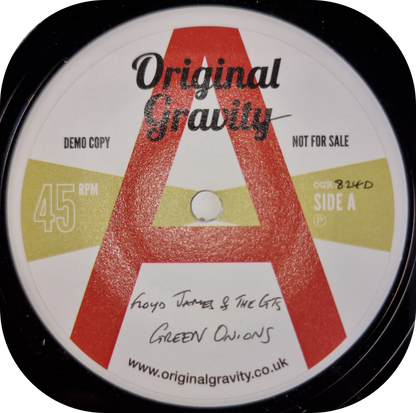 Original
Gravity
DEMO COPY
NOT FOR SALE
45 RPM
OGR 824D
SIDE A
P
A
FLOYD JAMES & THE GTS
GREEN ONIONS
www.originalgravity.co.uk